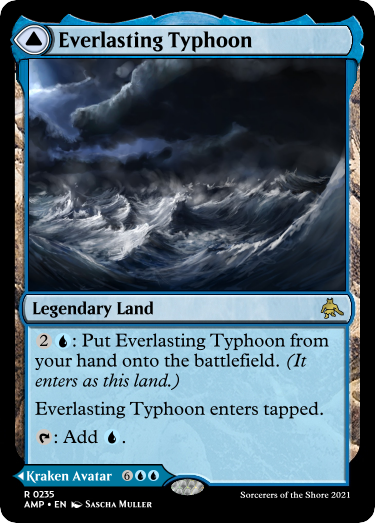 Everlasting Typhoon
Legendary Land
2 : Put Everlasting Typhoon from
your hand onto the battlefield. (It
enters as this land.)
Everlasting Typhoon enters tapped.
: Add .
Kraken Avatar 6
R 0235
AMP • EN Sascha Muller
Sorcerers of the Shore 2021